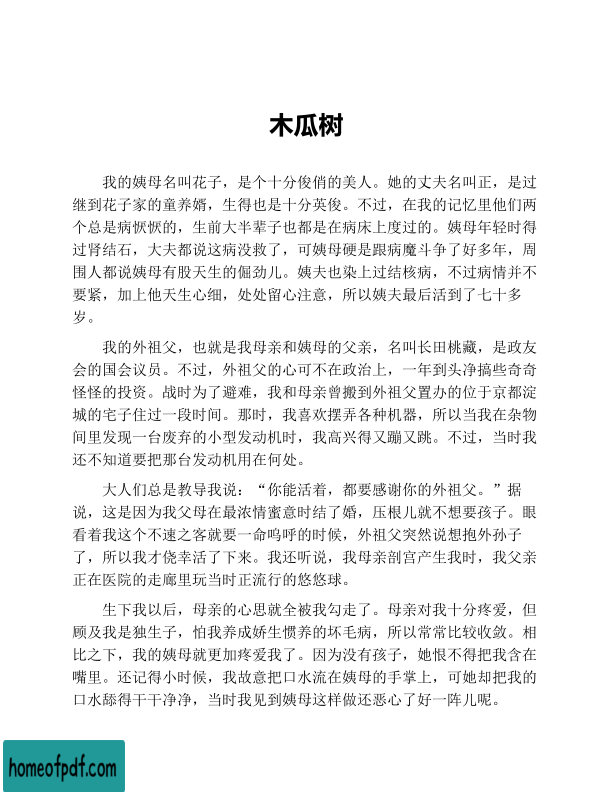 木瓜树
我的姨母名叫花子，是个十分俊俏的美人。她的丈夫名叫正，是过
继到花子家的童养婿，生得也是十分英俊。不过，在我的记忆里他们两
个总是病恹恹的，生前大半辈子也都是在病床上度过的。姨母年轻时得
过肾结石，大夫都说这病没救了，可姨母硬是跟病魔斗争了好多年，周
围人都说姨母有股天生的倔劲儿。姨夫也染上过结核病，不过病情并不
要紧，加上他天生心细，处处留心注意，所以姨夫最后活到了七十多
岁。
我的外祖父，也就是我母亲和姨母的父亲，名叫长田桃藏，是政友
会的国会议员。不过，外祖父的心可不在政治上，一年到头净搞些奇奇
怪怪的投资。战时为了避难，我和母亲曾搬到外祖父置办的位于京都淀
城的宅子住过一段时间。那时，我喜欢摆弄各种机器，所以当我在杂物
间里发现一台废弃的小型发动机时，我高兴得又蹦又跳。不过，当时我
还不知道要把那台发动机用在何处。
大人们总是教导我说：“你能活着，都要感谢你的外祖父。”据
说，这是因为我父母在最浓情蜜意时结了婚，压根儿就不想要孩子。眼
看着我这个不速之客就要一命呜呼的时候，外祖父突然说想抱外孙子
了，所以我才侥幸活了下来。我还听说，我母亲剖宫产生我时，我父亲
正在医院的走廊里玩当时正流行的悠悠球。
生下我以后，母亲的心思就全被我勾走了。母亲对我十分疼爱，但
顾及我是独生子，怕我养成娇生惯养的坏毛病，所以常常比较收敛。相
比之下，我的姨母就更加疼爱我了。因为没有孩子，她恨不得把我含在
嘴里。还记得小时候，我故意把口水流在姨母的手掌上，可她却把我的
口水舔得干干净净，当时我见到姨母这样做还恶心了好一阵儿呢。
homeofpdf.com